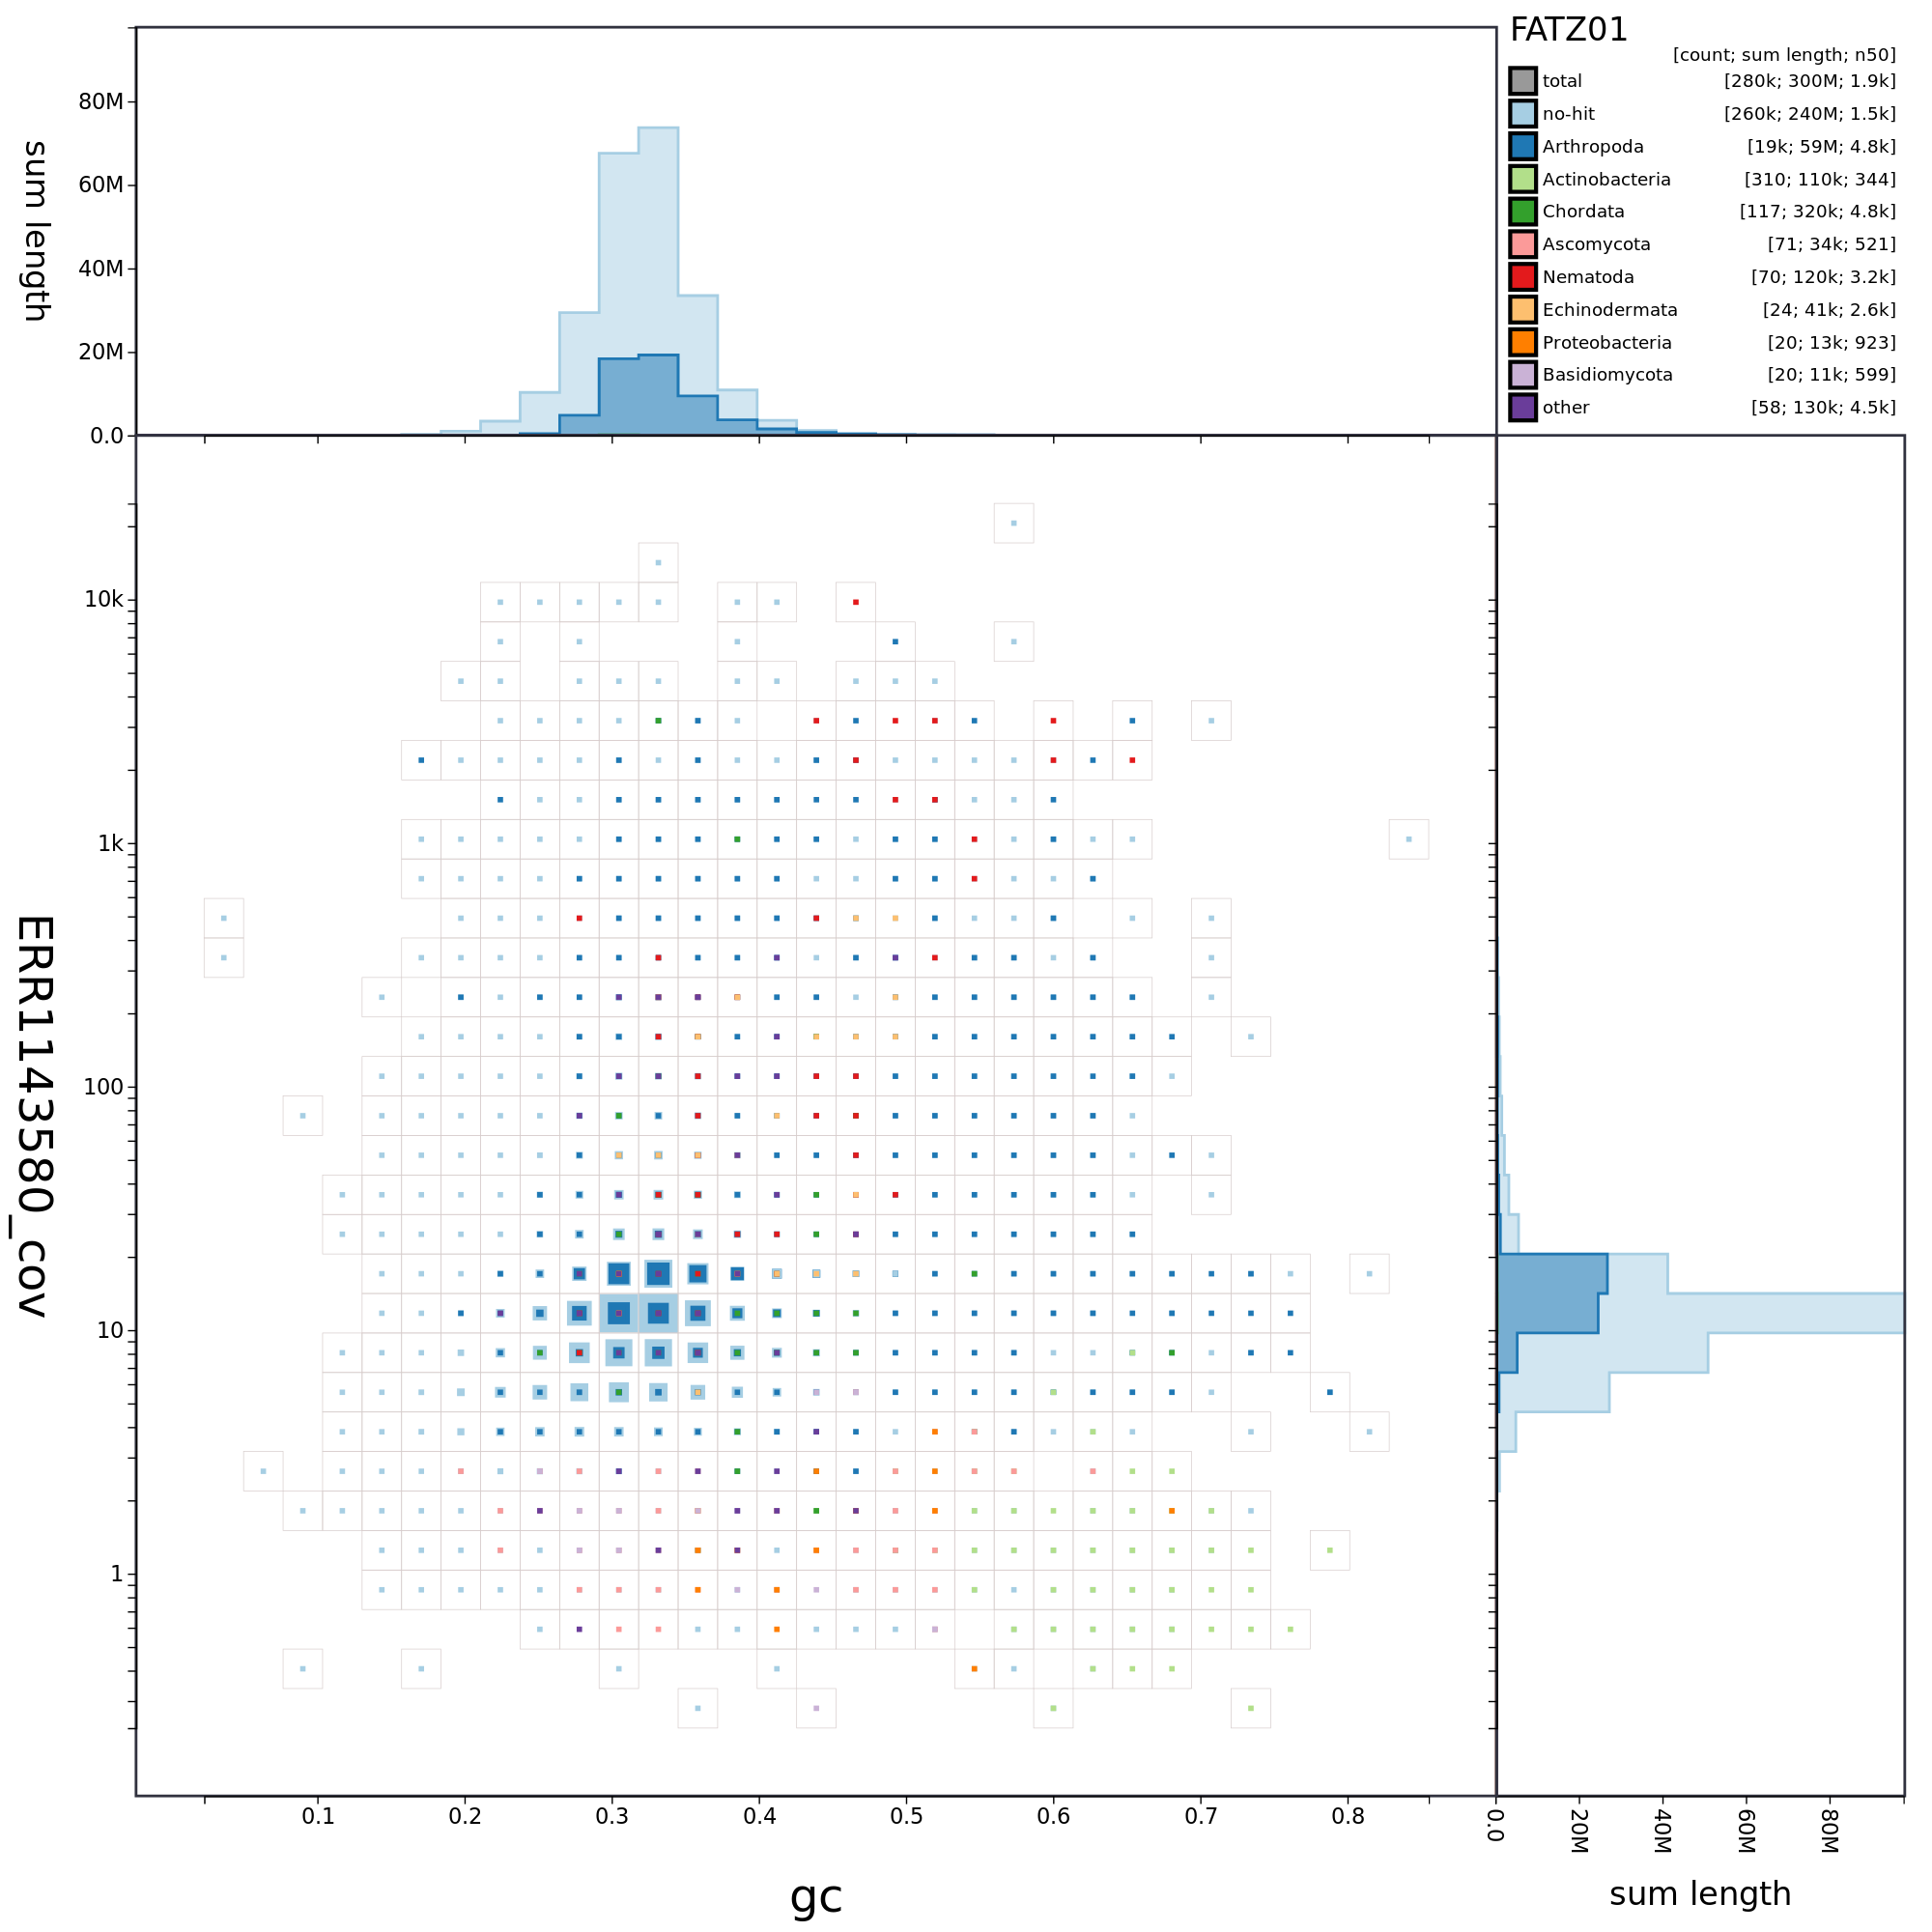 FATZ01
[count; sum length; n50]
total [280k; 300M; 1.9k]
no-hit [260k; 240M; 1.5k]
Arthropoda [19k; 59M; 4.8k]
Actinobacteria [310; 110k; 344]
Chordata [117; 320k; 4.8k]
Ascomycota [71; 34k; 521]
Nematoda [70; 120k; 3.2k]
Echinodermata [24; 41k; 2.6k]
Proteobacteria [20; 13k; 923]
Basidiomycota [20; 11k; 599]
other [58; 130k; 4.5k]
sum length
80M
60M
40M
20M
0.0
ERR1143580_cov
10k
1k
100
10
1
0.1 0.2 0.3 0.4 0.5 0.6 0.7 0.8
gc
0.0 20M 40M 60M 80M
sum length